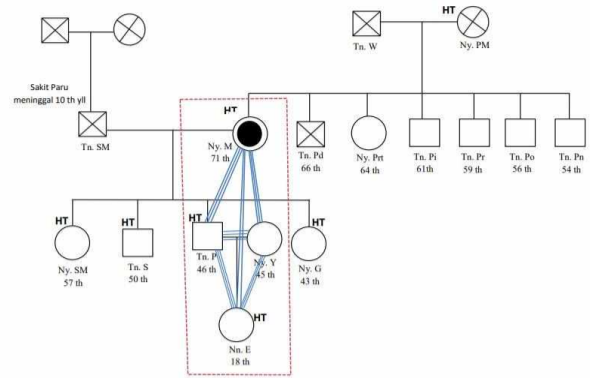 HT
Tn. W
Ny. PM
Sakit Paru
meninggal 10 th yll
Tn. SM
HT
Ny. M
71 th
Tn. Pd
66 th
Ny. Prt
64 th
Tn. Pi
61th
Tn. Pr
59 th
Tn. Po
56 th
Tn. Pn
54 th
HT
Ny. SM
57 th
HT
Tn. S
50 th
HT
Tn. P
46 th
Ny. Y
45 th
HT
Ny. G
43 th
HT
Nn. E
18 th